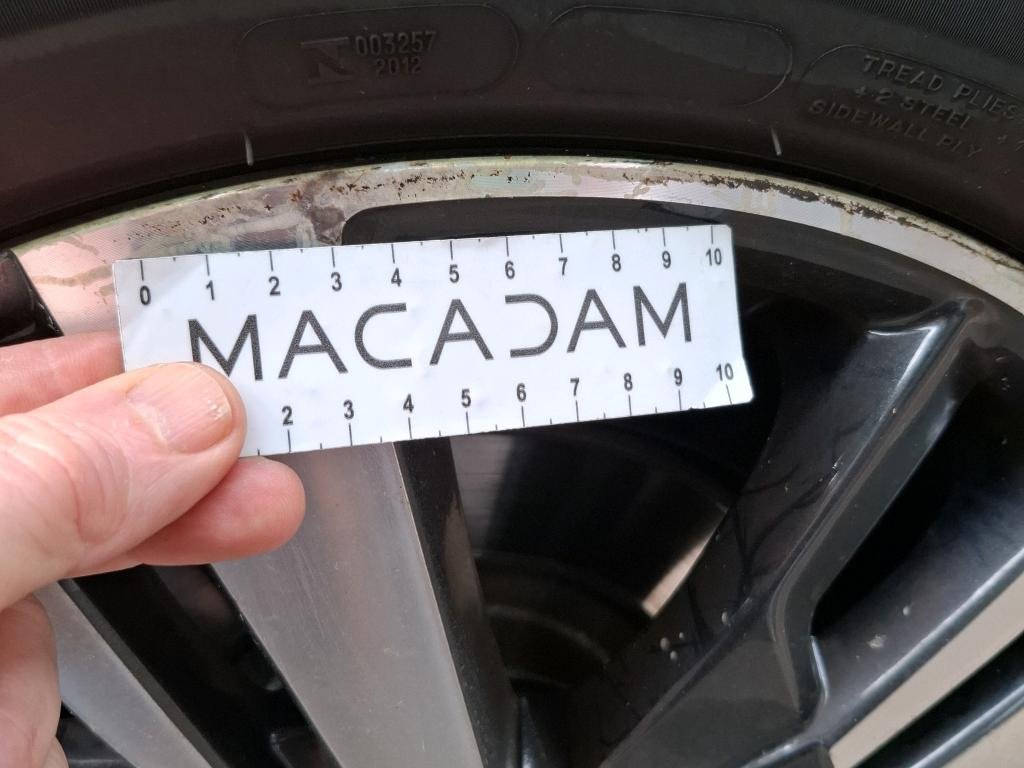 003257
2012
TREAD PLIES
+ 2 STEEL + 1
SIDEWALL PLY
0 1 2 3 4 5 6 7 8 9 10
MACADAM
2 3 4 5 6 7 8 9 10